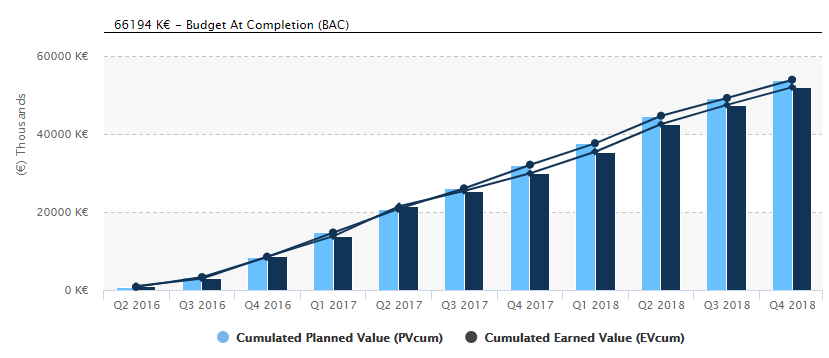 66194 K€ - Budget At Completion (BAC)
60000 K€
40000 K€
20000 K€
0 K€
(€) Thousands
Q2 2016 Q3 2016 Q4 2016 Q1 2017 Q2 2017 Q3 2017 Q4 2017 Q1 2018 Q2 2018 Q3 2018 Q4 2018
Cumulated Planned Value (PVcum) Cumulated Earned Value (EVcum)